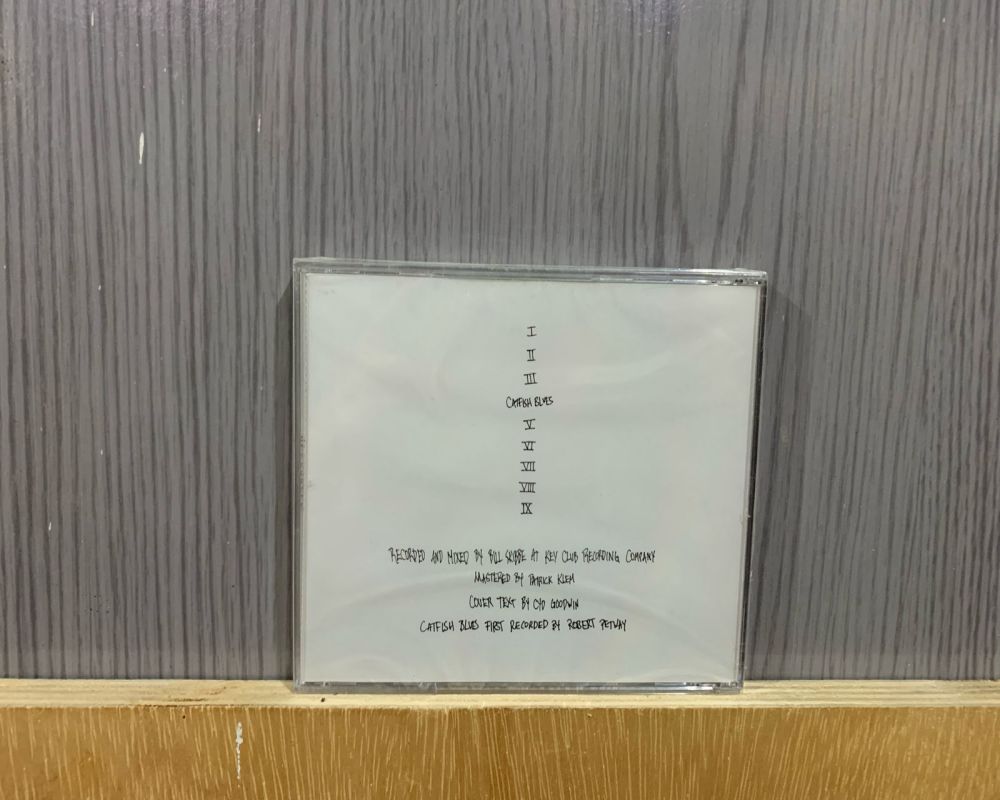 I
II
III
CATFISH BLUES
V
VI
VII
VIII
IX
RECORDED AND MIXED BY BILL SKIBBE AT KEY CLUB RECORDING COMPANY
MASTERED BY PATRICK KLEM
COVER TEXT BY CYD GOODWIN
CATFISH BLUES FIRST RECORDED BY ROBERT PETWAY